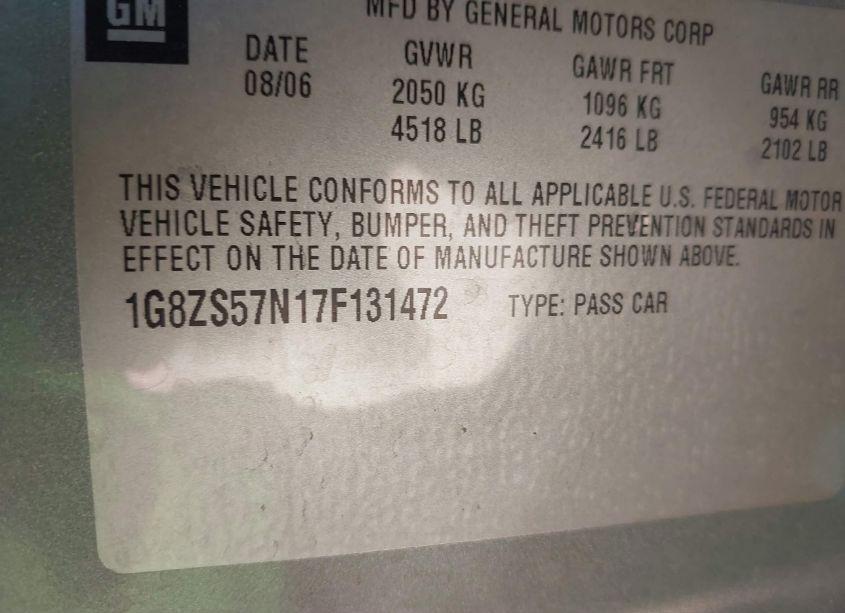 GM
MFD BY GENERAL MOTORS CORP
DATE GVWR GAWR FRT GAWR RR
08/06 2050 KG 1096 KG 954 KG
4518 LB 2416 LB 2102 LB
THIS VEHICLE CONFORMS TO ALL APPLICABLE U.S. FEDERAL MOTOR
VEHICLE SAFETY, BUMPER, AND THEFT PREVENTION STANDARDS IN
EFFECT ON THE DATE OF MANUFACTURE SHOWN ABOVE.
1G8ZS57N17F131472 TYPE: PASS CAR